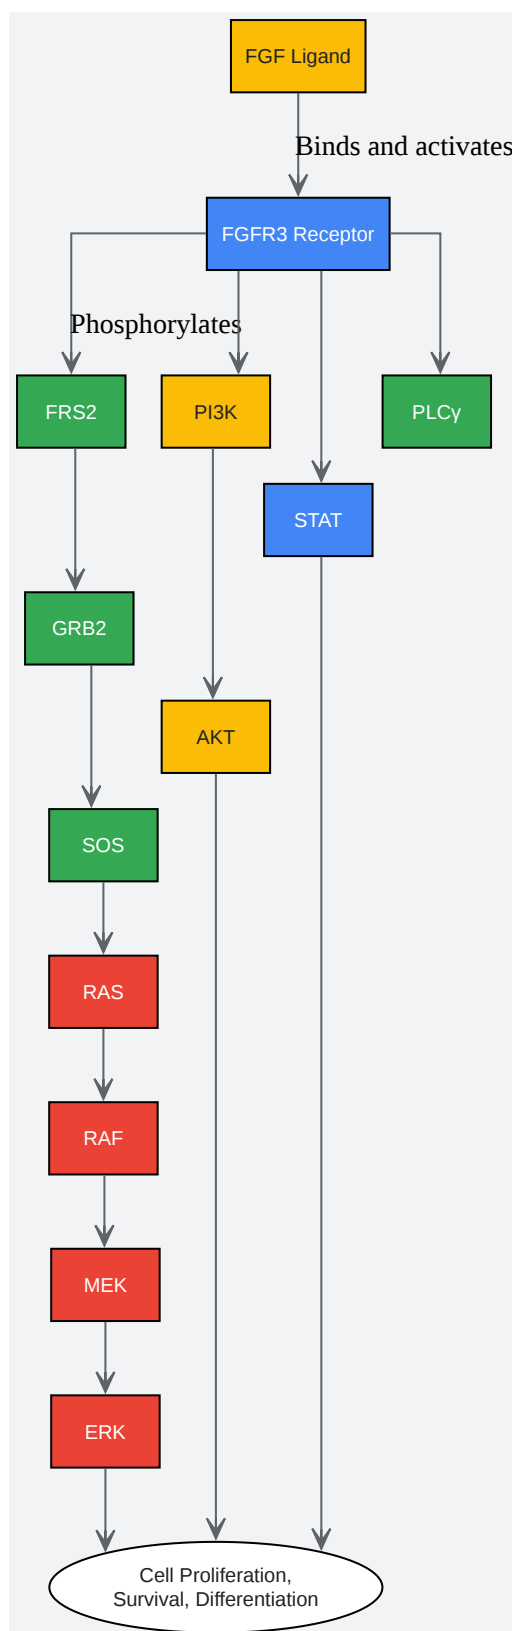 FGF Ligand
Binds and activates
FGFR3 Receptor
Phosphorylates
FRS2
PI3K
PLCγ
STAT
GRB2
AKT
SOS
RAS
RAF
MEK
ERK
Cell Proliferation,
Survival, Differentiation